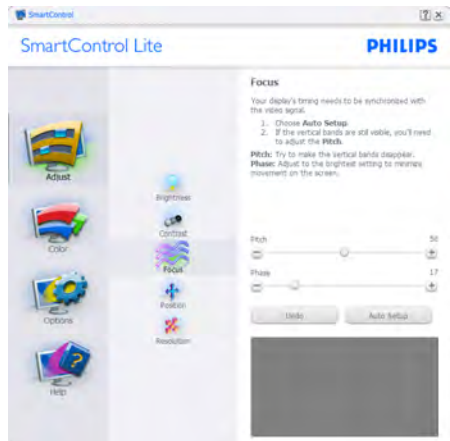 SmartControl
SmartControl Lite
PHILIPS
Focus
Your display's timing needs to be synchronized with
the video signal.
1. Choose Auto Setup.
2. If the vertical bands are still visible, you'll need
to adjust the Pitch.
Pitch: Try to make the vertical bands disappear.
Phase: Adjust to the brightest setting to minimize
movement on the screen.
Adjust
Color
Options
Help
Brightness
Contrast
Focus
Position
Resolution
Pitch 50
Phase 17
Undo Auto Setup